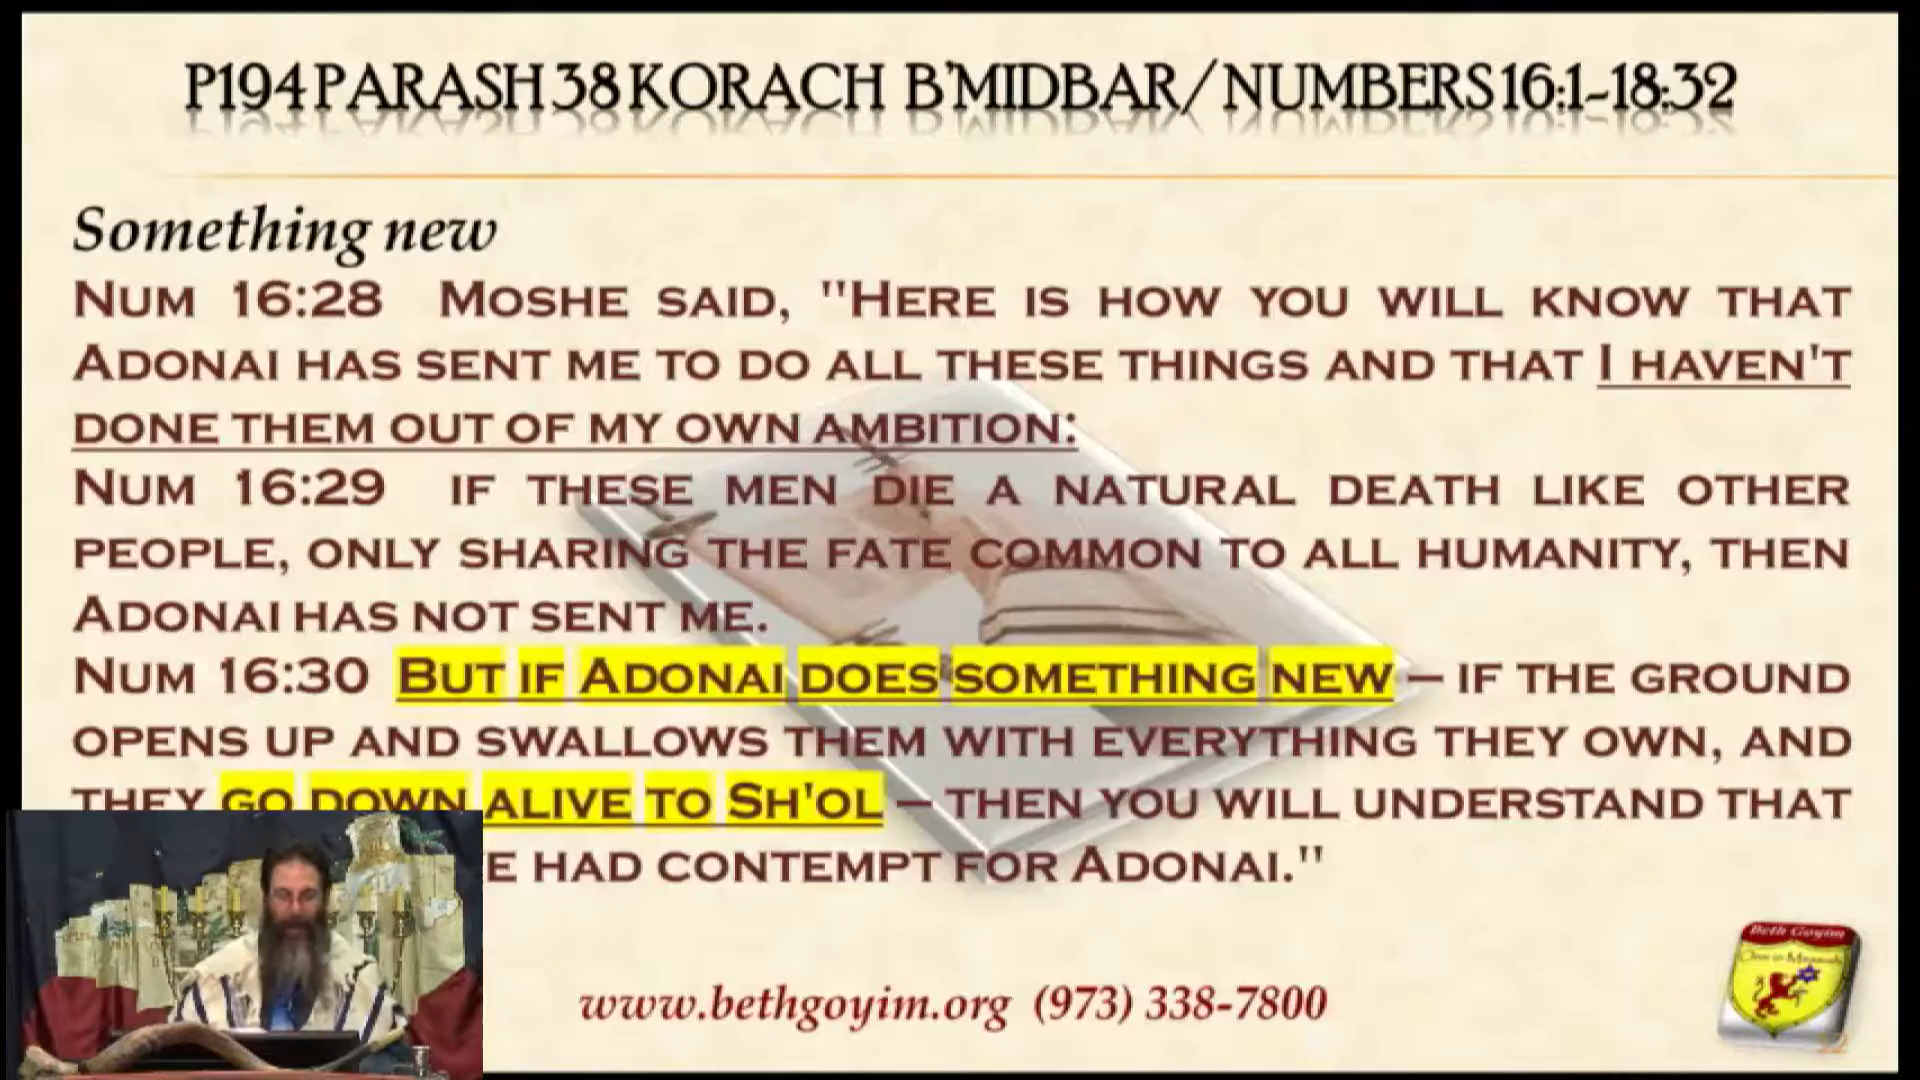 P194 PARASH 38 KORACH B'MIDBAR/NUMBERS 16:1-18:32
Something new
NUM 16:28 MOSHE SAID, "HERE IS HOW YOU WILL KNOW THAT
ADONAI HAS SENT ME TO DO ALL THESE THINGS AND THAT I HAVEN'T
DONE THEM OUT OF MY OWN AMBITION:
NUM 16:29 IF THESE MEN DIE A NATURAL DEATH LIKE OTHER
PEOPLE, ONLY SHARING THE FATE COMMON TO ALL HUMANITY, THEN
ADONAI HAS NOT SENT ME.
NUM 16:30 BUT IF ADONAI DOES SOMETHING NEW – IF THE GROUND
OPENS UP AND SWALLOWS THEM WITH EVERYTHING THEY OWN, AND
THEY GO DOWN ALIVE TO SH'OL – THEN YOU WILL UNDERSTAND THAT
E HAD CONTEMPT FOR ADONAI."
www.bethgoyim.org (973) 338-7800
Beth Goyim